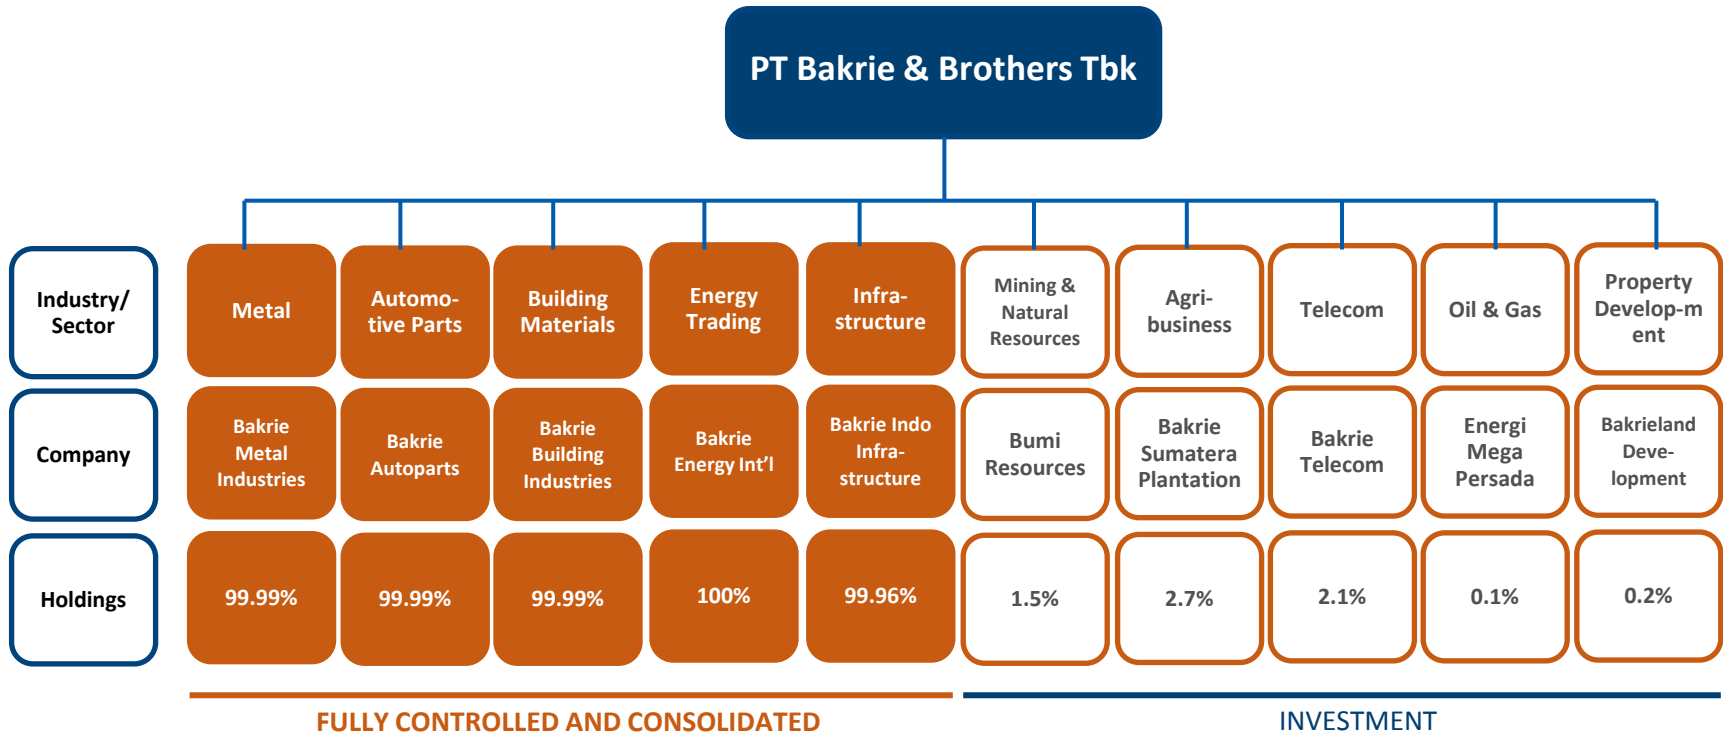 PT Bakrie & Brothers Tbk
Industry/
Sector
Metal
Automo-
tive Parts
Building
Materials
Energy
Trading
Infra-
structure
Mining &
Natural
Resources
Agri-
business
Telecom
Oil & Gas
Property
Develop-m
ent
Company
Bakrie
Metal
Industries
Bakrie
Autoparts
Bakrie
Building
Industries
Bakrie
Energy Int'l
Bakrie Indo
Infra-
structure
Bumi
Resources
Bakrie
Sumatera
Plantation
Bakrie
Telecom
Energi
Mega
Persada
Bakrieland
Deve-
lopment
Holdings
99.99%
99.99%
99.99%
100%
99.96%
1.5%
2.7%
2.1%
0.1%
0.2%
FULLY CONTROLLED AND CONSOLIDATED
INVESTMENT